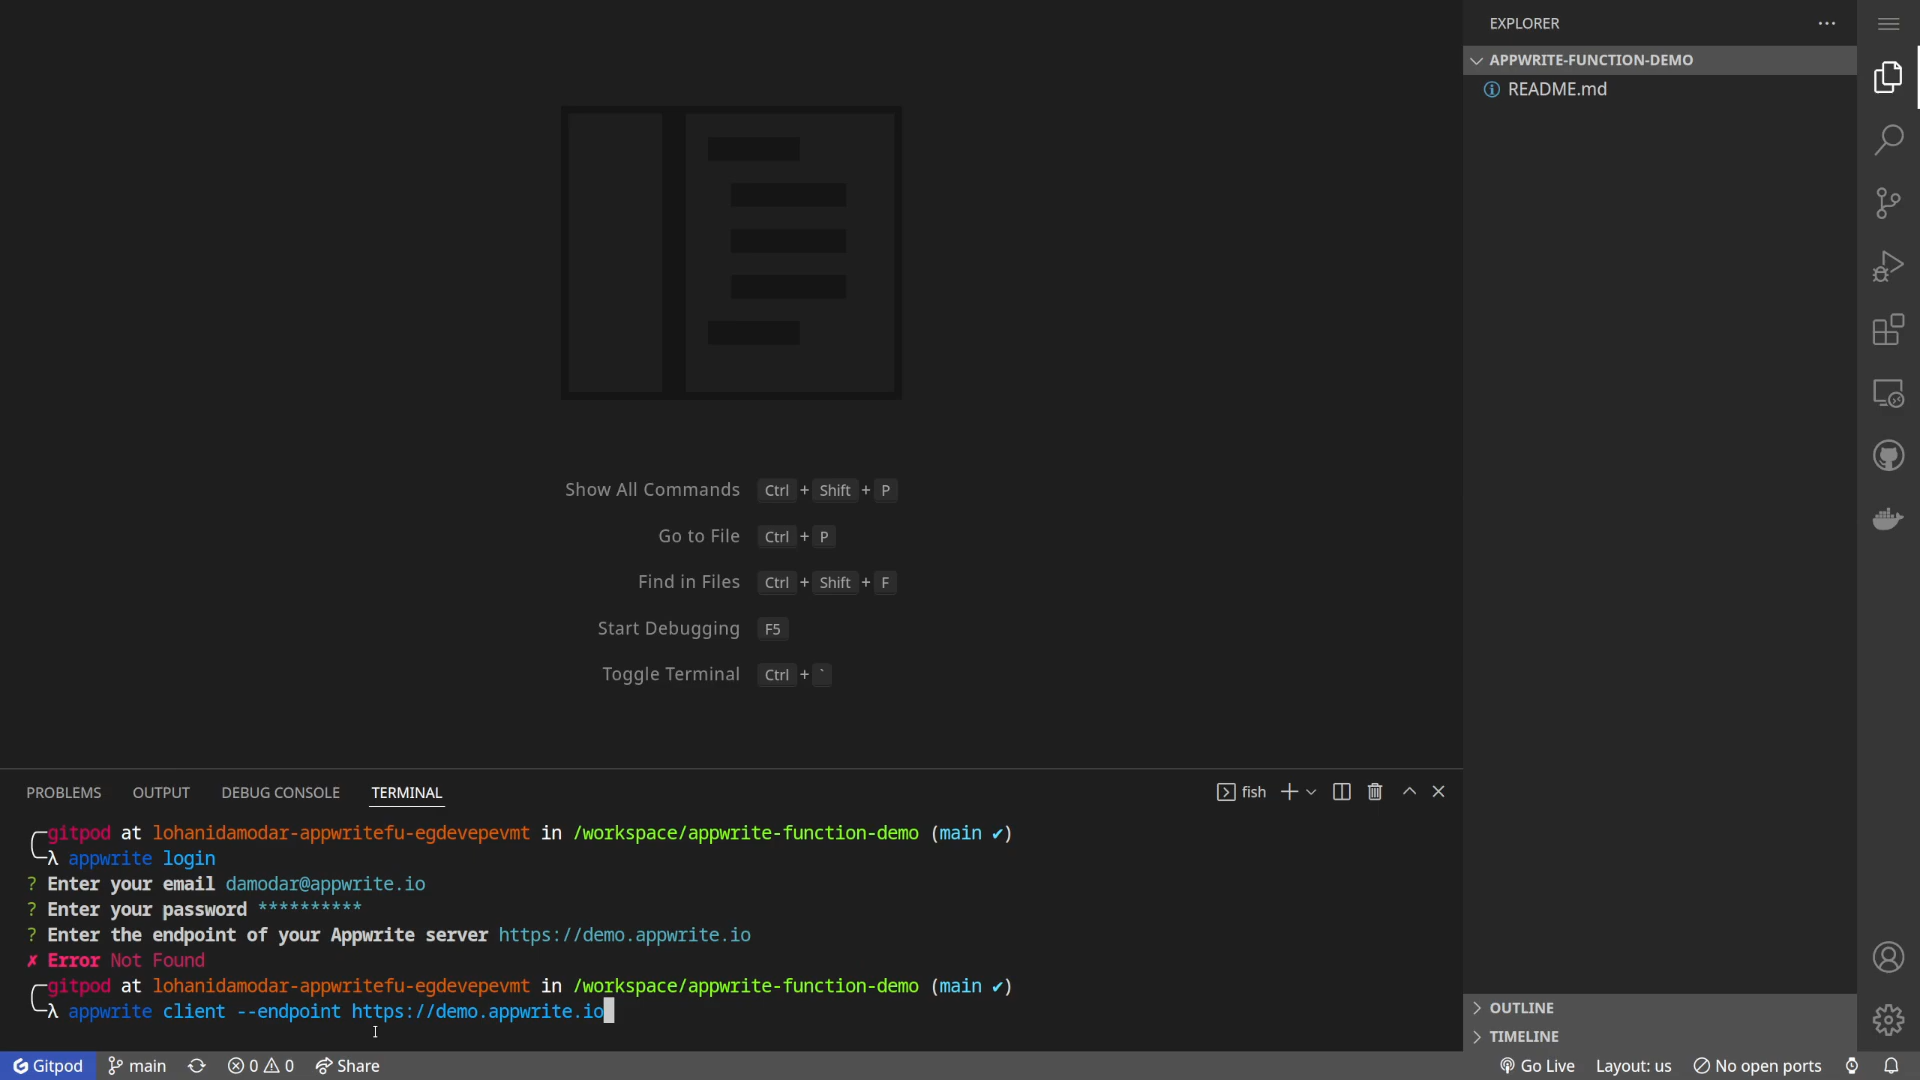 EXPLORER
APPWRITE-FUNCTION-DEMO
README.md
Show All Commands Ctrl + Shift + P
Go to File Ctrl + P
Find in Files Ctrl + Shift + F
Start Debugging F5
Toggle Terminal Ctrl + `
PROBLEMS OUTPUT DEBUG CONSOLE TERMINAL fish
gitpod at lohanidamodar-appwritefu-egdevepevmt in /workspace/appwrite-function-demo (main ✔)
λ appwrite login
? Enter your email damodar@appwrite.io
? Enter your password **********
? Enter the endpoint of your Appwrite server https://demo.appwrite.io
✗ Error Not Found
gitpod at lohanidamodar-appwritefu-egdevepevmt in /workspace/appwrite-function-demo (main ✔)
λ appwrite client --endpoint https://demo.appwrite.io
OUTLINE
TIMELINE
Gitpod main 0 0 Share Go Live Layout: us No open ports